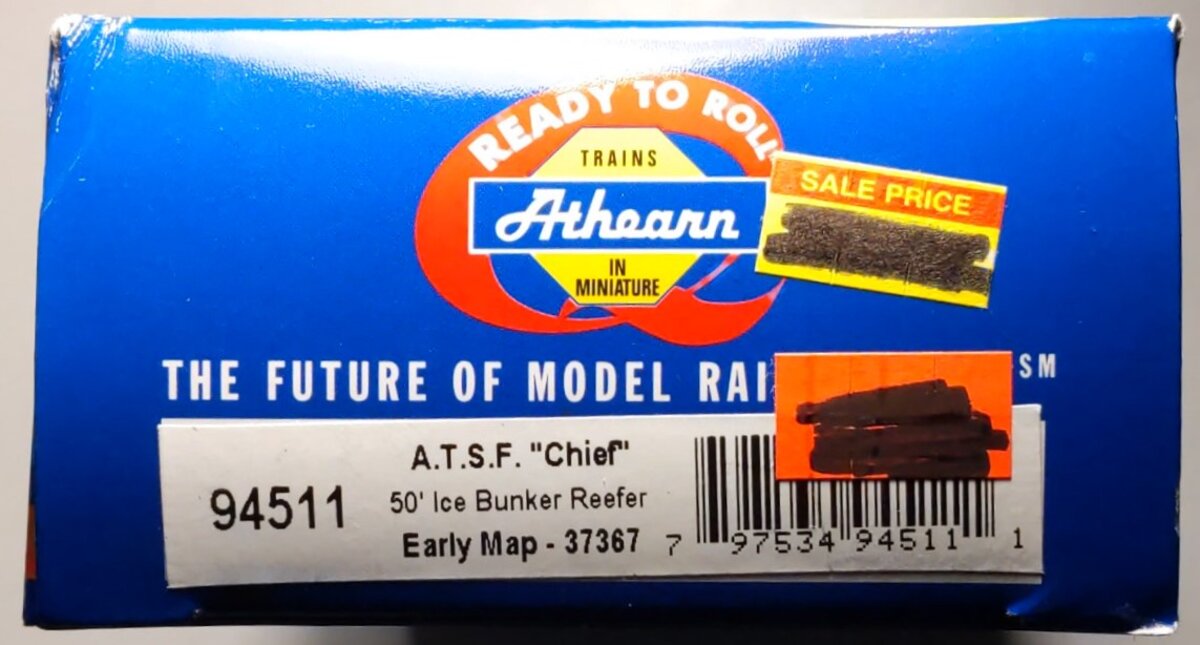 READY TO ROLL
TRAINS
Athearn
IN
MINIATURE
SALE PRICE
THE FUTURE OF MODEL SM
A.T.S.F. "Chief"
94511
50' Ice Bunker Reefer
Early Map - 37367
7 97534 94511 1